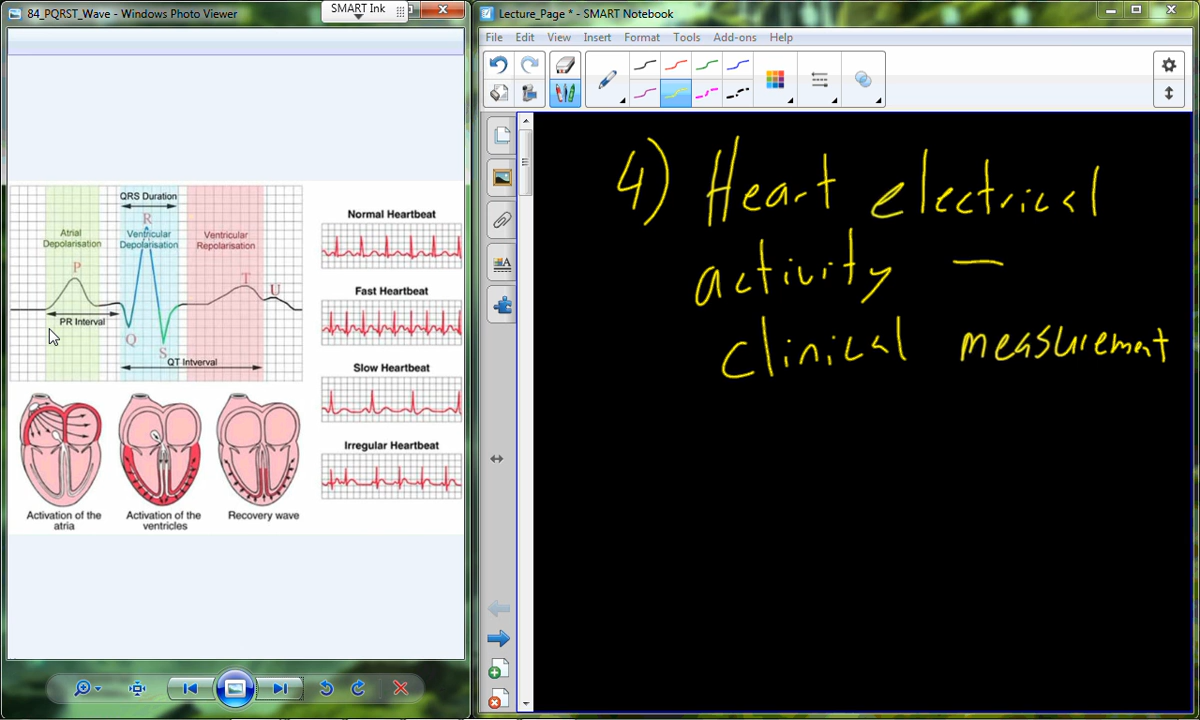 84_PQRST_Wave - Windows Photo Viewer
SMART Ink
QRS Duration
R
Atrial
Depolarisation
Ventricular
Depolarisation
Ventricular
Repolarisation
P
T
U
PR Interval
Q
S
QT Intverval
Activation of the
atria
Activation of the
ventricles
Recovery wave
Normal Heartbeat
Fast Heartbeat
Slow Heartbeat
Irregular Heartbeat
Lecture_Page * - SMART Notebook
File Edit View Insert Format Tools Add-ons Help
4) Heart electrical
activity —
clinical measurement